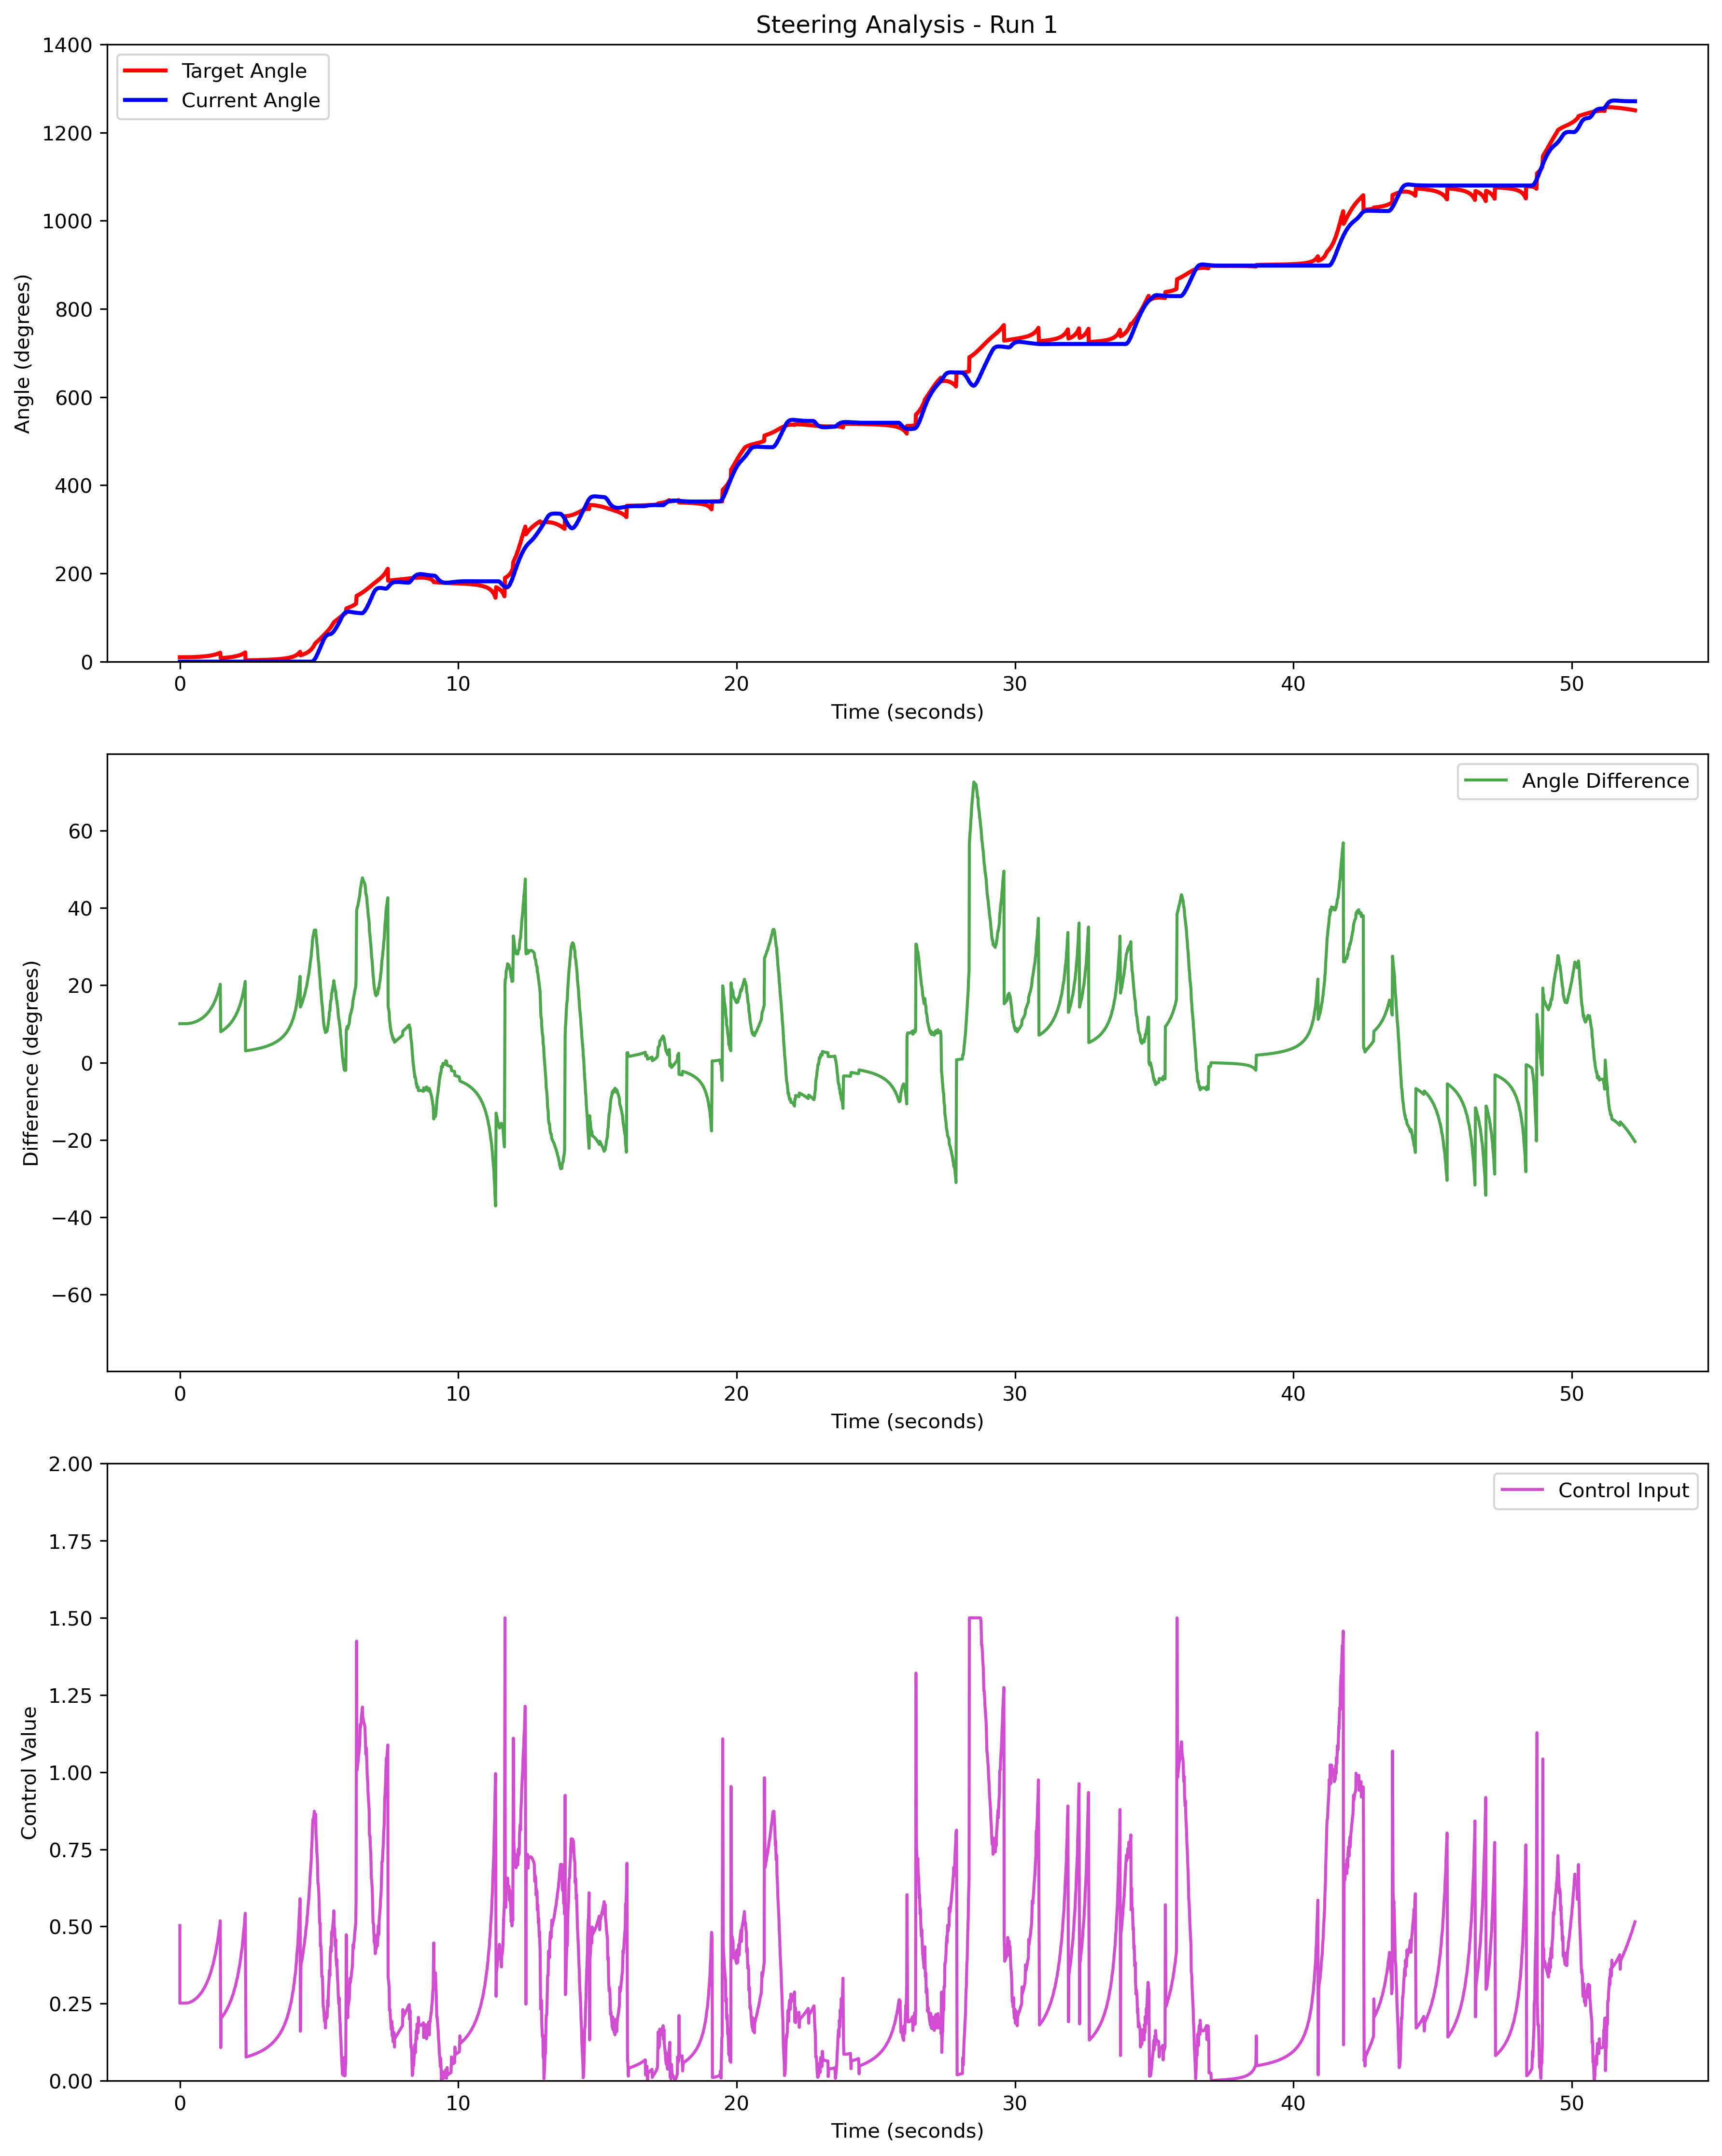 Steering Analysis - Run 1
1400
1200
1000
800
600
400
200
0
Angle (degrees)
Target Angle
Current Angle
0 10 20 30 40 50
Time (seconds)
60
40
20
0
−20
−40
−60
Difference (degrees)
Angle Difference
0 10 20 30 40 50
Time (seconds)
2.00
1.75
1.50
1.25
1.00
0.75
0.50
0.25
0.00
Control Value
Control Input
0 10 20 30 40 50
Time (seconds)